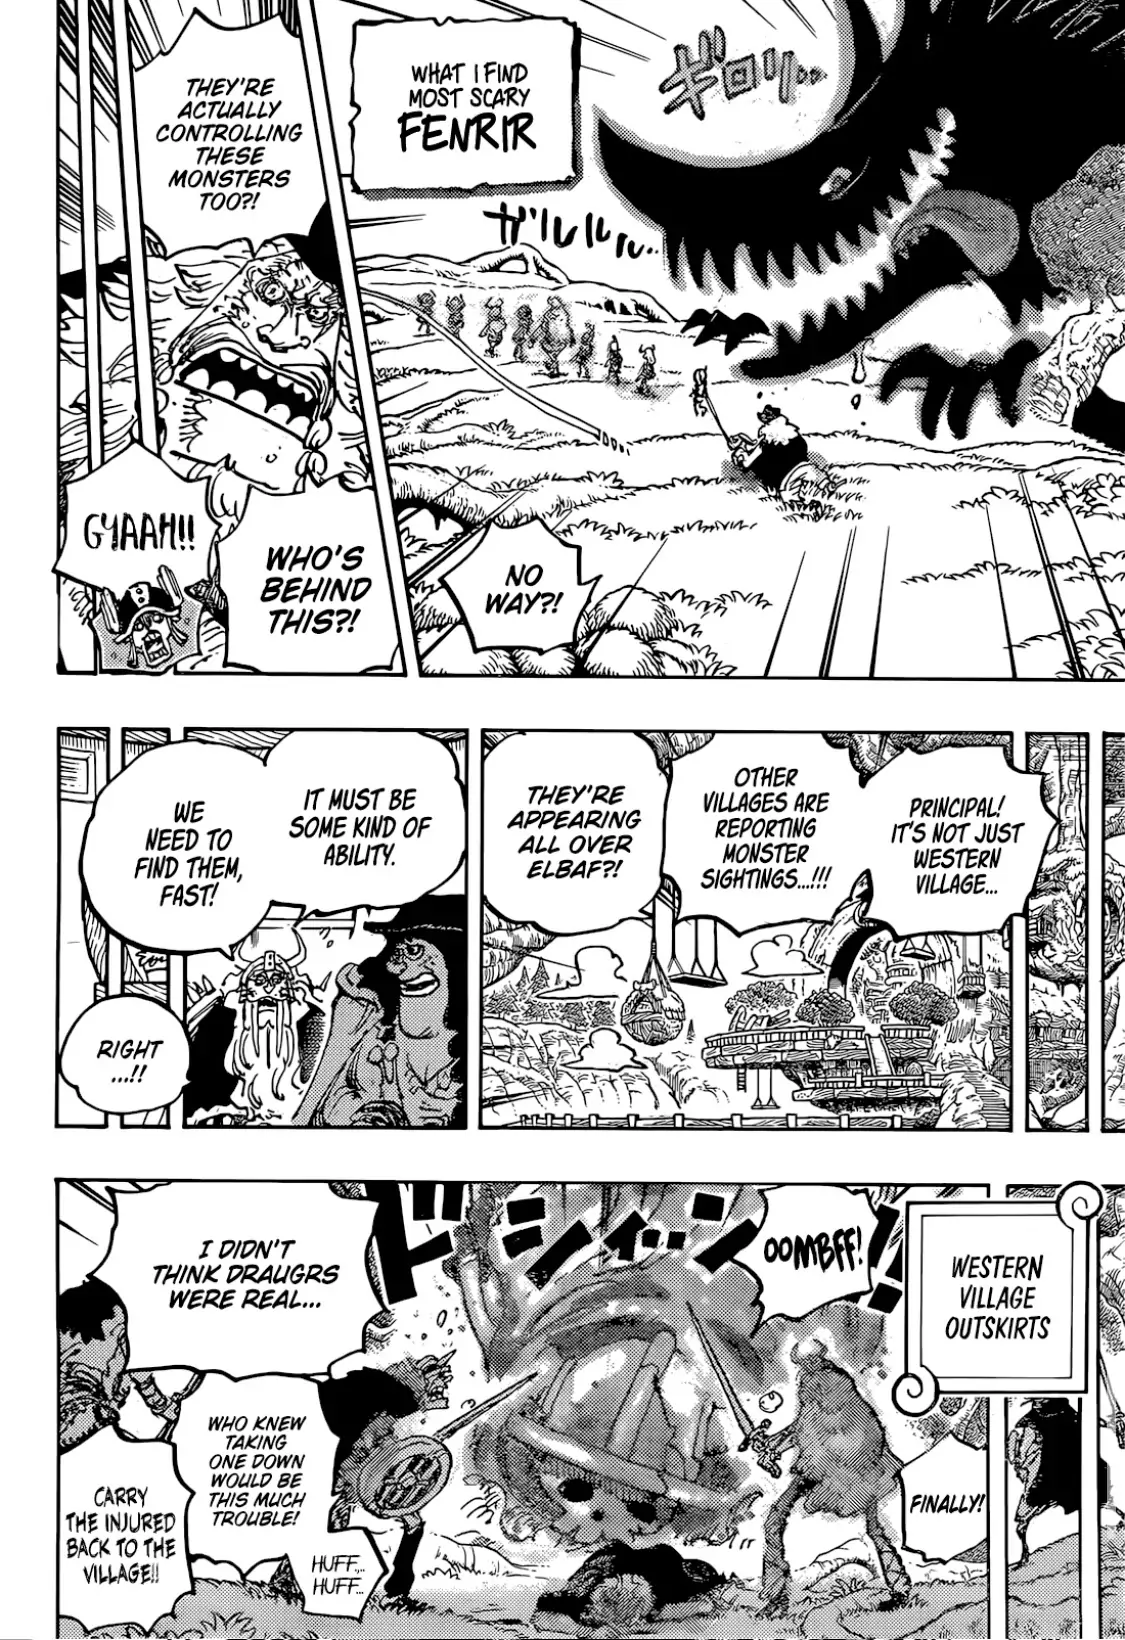 ギロリ...
WHAT I FIND
MOST SCARY
FENRIR
ガルルルル...
NO
WAY?!
THEY'RE
ACTUALLY
CONTROLLING
THESE
MONSTERS
TOO?!
WHO'S
BEHIND
THIS?!
GYAAH!!
PRINCIPAL!
IT'S NOT JUST
WESTERN
VILLAGE...
OTHER
VILLAGES ARE
REPORTING
MONSTER
SIGHTINGS...!!!
THEY'RE
APPEARING
ALL OVER
ELBAF?!
IT MUST BE
SOME KIND OF
ABILITY.
WE
NEED TO
FIND THEM,
FAST!
RIGHT
...!!
WESTERN
VILLAGE
OUTSKIRTS
OOMBFF!
ドシィン!!
FINALLY!
I DIDN'T
THINK DRAUGRS
WERE REAL...
WHO KNEW
TAKING
ONE DOWN
WOULD BE
THIS MUCH
TROUBLE!
HUFF...
HUFF...
CARRY
THE INJURED
BACK TO THE
VILLAGE!!